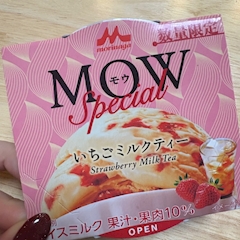 morinaga
数量限定
MOW
モウ
Special
いちごミルクティー
Strawberry Milk Tea
イスミルク 果汁・果肉10%
OPEN